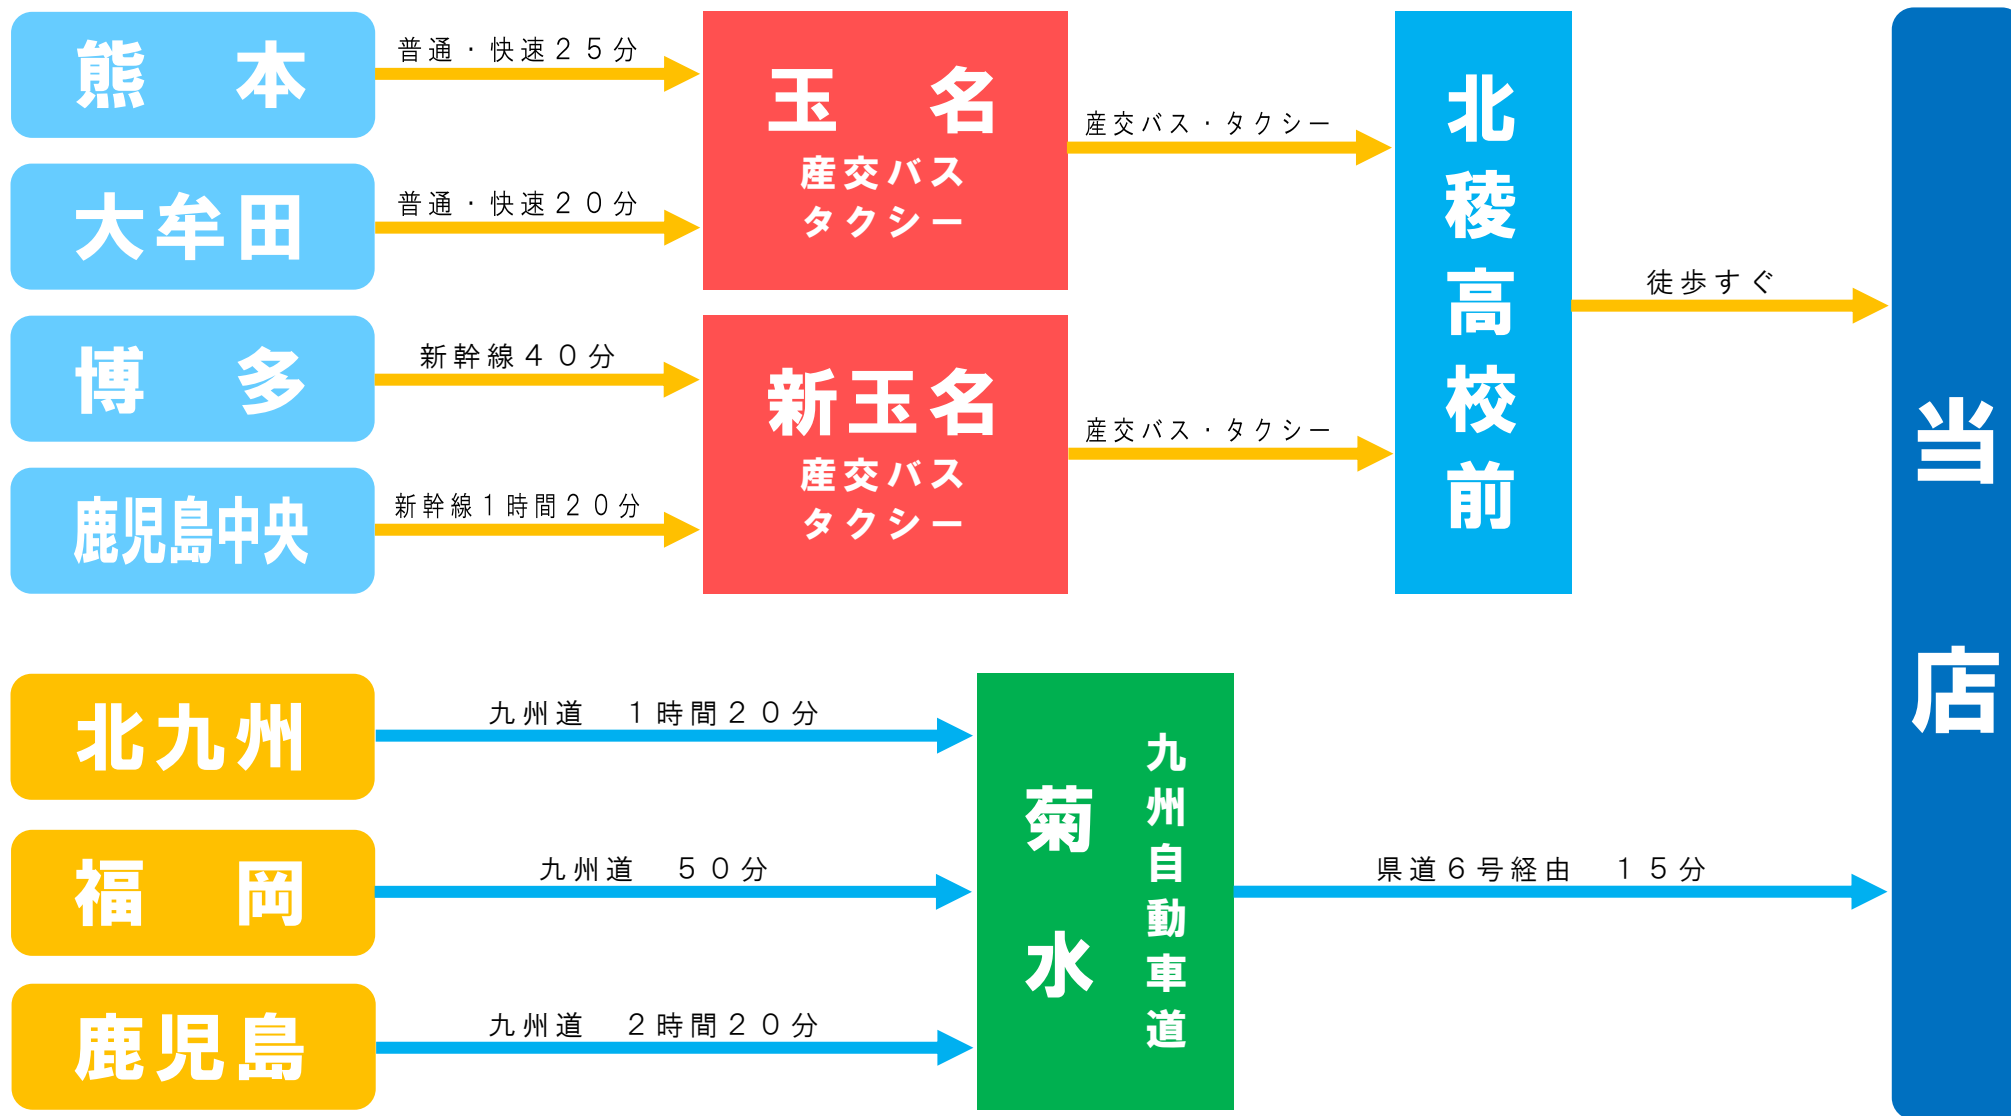 熊　本
普通・快速２５分
玉　名
産交バス
タクシー
産交バス・タクシー
北稜高校前
大牟田
普通・快速２０分
徒歩すぐ
博　多
新幹線４０分
新玉名
産交バス
タクシー
産交バス・タクシー
鹿児島中央
新幹線１時間２０分
当店
北九州
九州道　１時間２０分
九州自動車道
菊水
福　岡
九州道　５０分
県道６号経由　１５分
鹿児島
九州道　２時間２０分